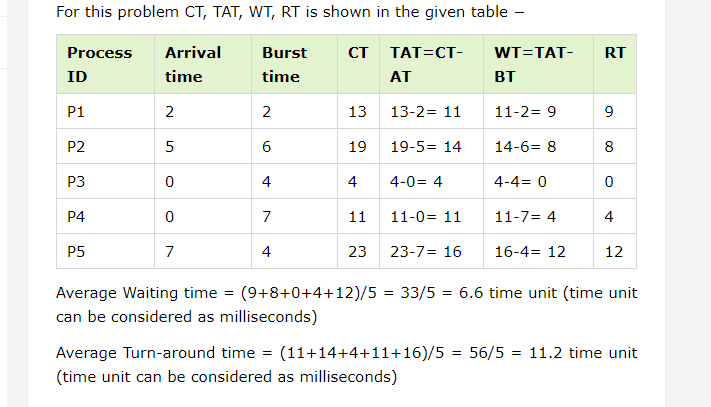 For this problem CT, TAT, WT, RT is shown in the given table −
Process ID Arrival time Burst time CT TAT=CT-AT WT=TAT-BT RT
P1 2 2 13 13-2= 11 11-2= 9 9
P2 5 6 19 19-5= 14 14-6= 8 8
P3 0 4 4 4-0= 4 4-4= 0 0
P4 0 7 11 11-0= 11 11-7= 4 4
P5 7 4 23 23-7= 16 16-4= 12 12
Average Waiting time = (9+8+0+4+12)/5 = 33/5 = 6.6 time unit (time unit
can be considered as milliseconds)
Average Turn-around time = (11+14+4+11+16)/5 = 56/5 = 11.2 time unit
(time unit can be considered as milliseconds)